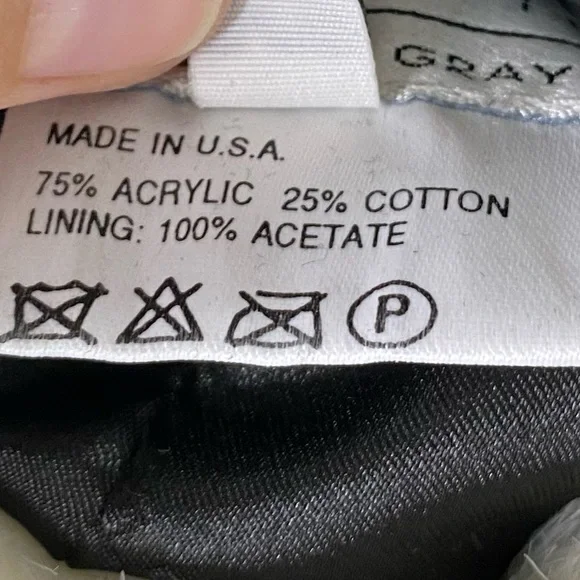 GRAY
MADE IN U.S.A.
75% ACRYLIC 25% COTTON
LINING: 100% ACETATE
P